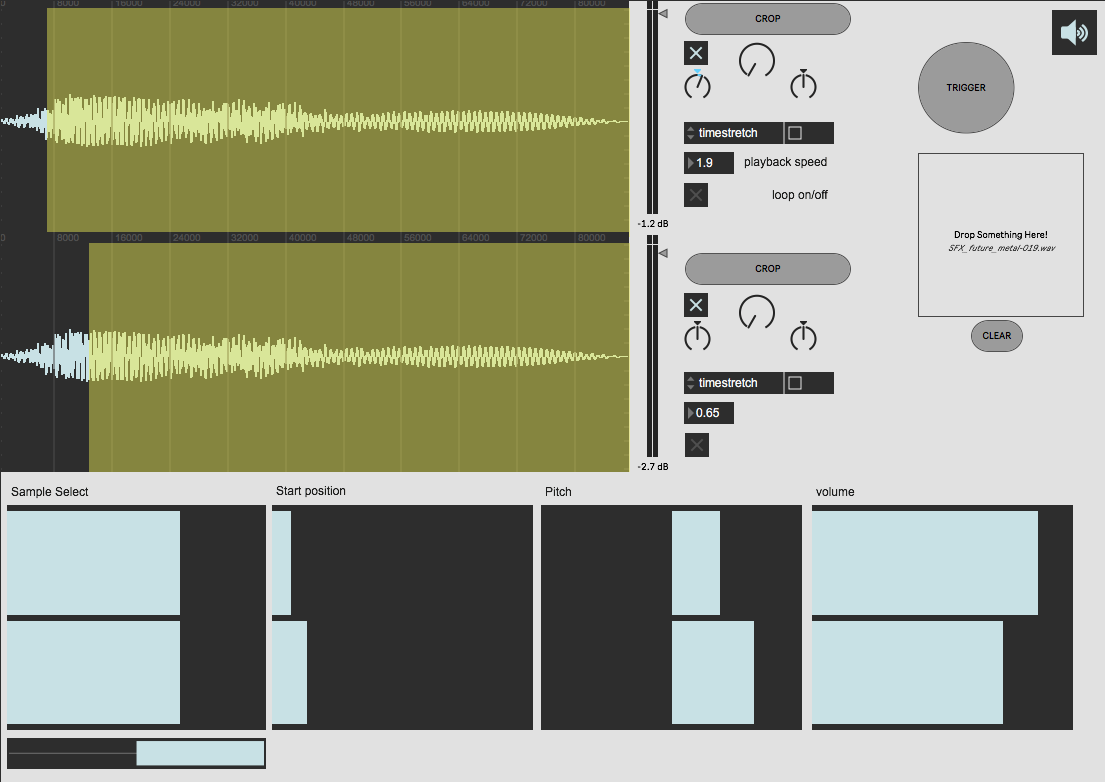 0 8000 16000 24000 32000 40000 48000 56000 64000 72000 80000
CROP
TRIGGER
timestretch
1.9 playback speed
loop on/off
-1.2 dB
0 8000 16000 24000 32000 40000 48000 56000 64000 72000 80000
Drop Something Here!
SFX_future_metal-019.wav
CROP
CLEAR
timestretch
0.65
-2.7 dB
Sample Select
Start position
Pitch
volume